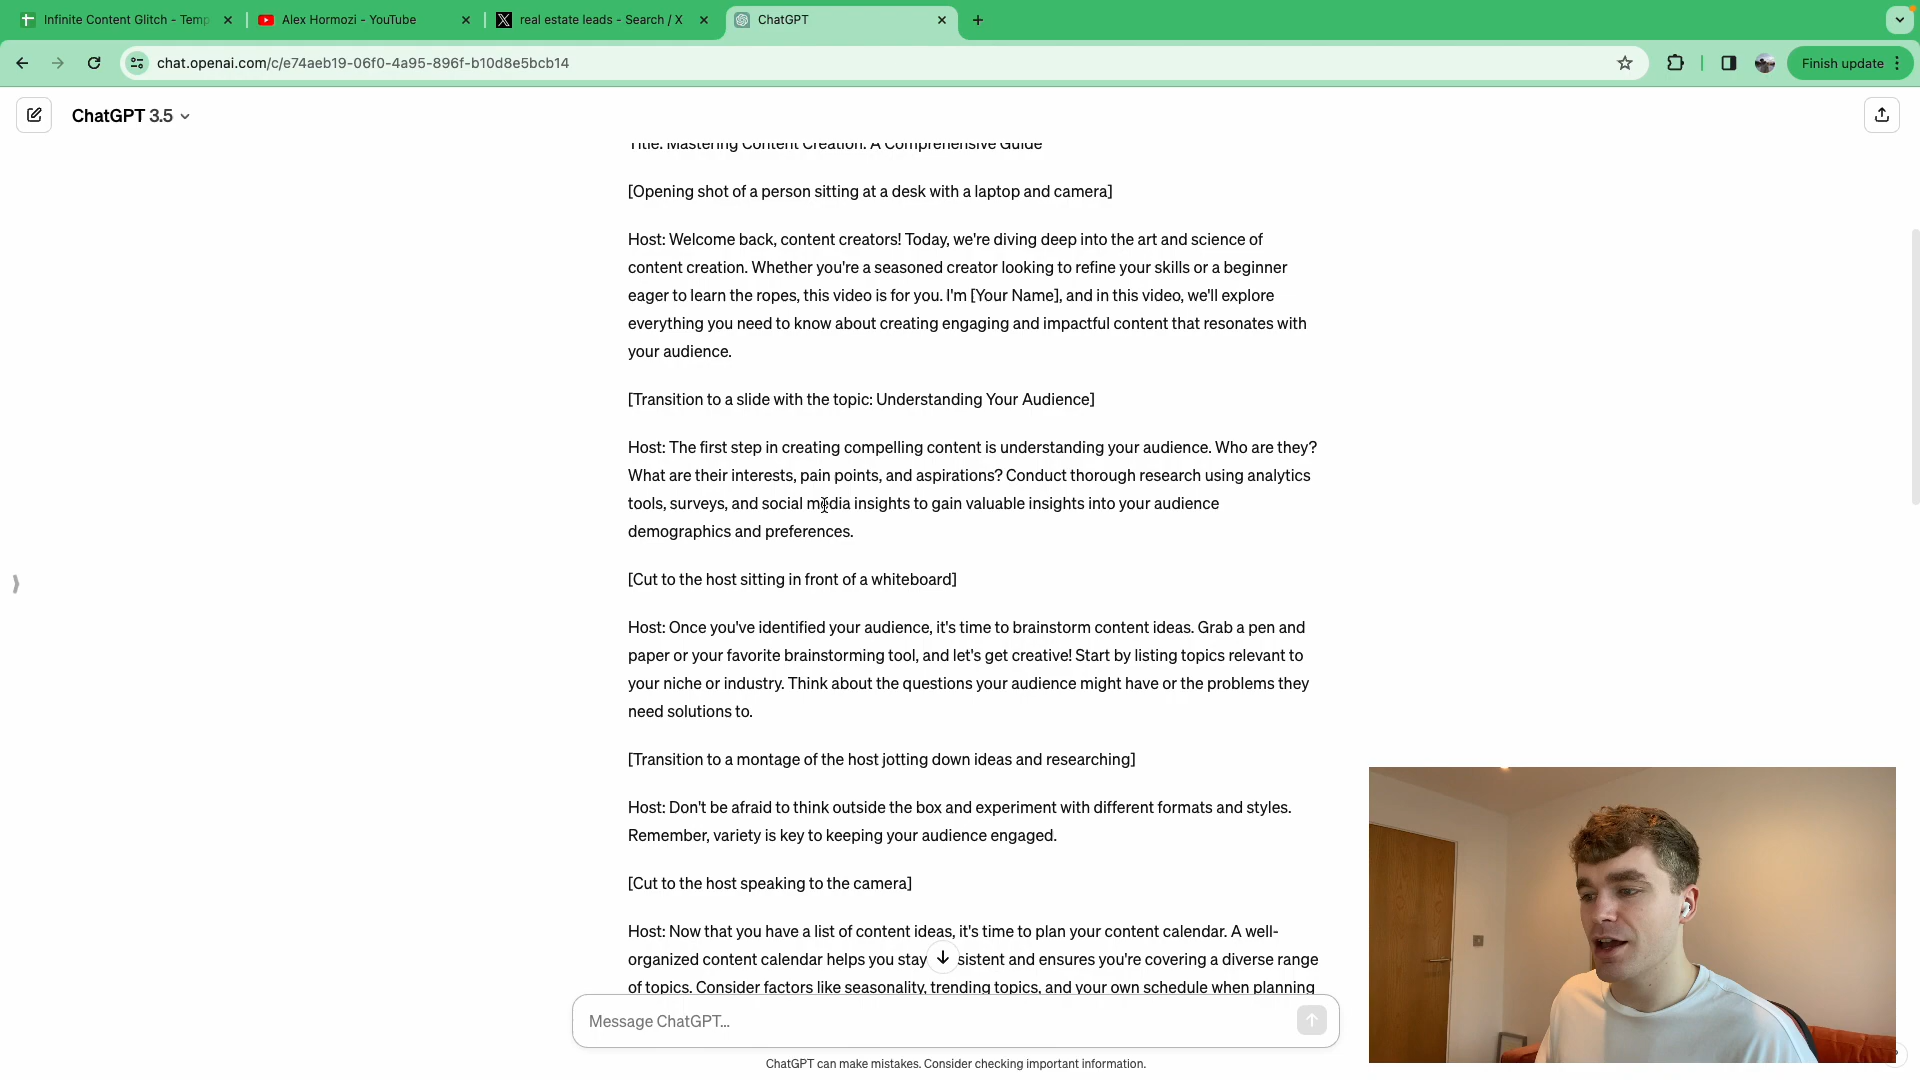 Infinite Content Glitch - Temp
Alex Hormozi - YouTube
real estate leads - Search / X
ChatGPT
chat.openai.com/c/e74aeb19-06f0-4a95-896f-b10d8e5bcb14
Finish update
ChatGPT 3.5
Title: Mastering Content Creation: A Comprehensive Guide
[Opening shot of a person sitting at a desk with a laptop and camera]
Host: Welcome back, content creators! Today, we're diving deep into the art and science of
content creation. Whether you're a seasoned creator looking to refine your skills or a beginner
eager to learn the ropes, this video is for you. I'm [Your Name], and in this video, we'll explore
everything you need to know about creating engaging and impactful content that resonates with
your audience.
[Transition to a slide with the topic: Understanding Your Audience]
Host: The first step in creating compelling content is understanding your audience. Who are they?
What are their interests, pain points, and aspirations? Conduct thorough research using analytics
tools, surveys, and social media insights to gain valuable insights into your audience
demographics and preferences.
[Cut to the host sitting in front of a whiteboard]
Host: Once you've identified your audience, it's time to brainstorm content ideas. Grab a pen and
paper or your favorite brainstorming tool, and let's get creative! Start by listing topics relevant to
your niche or industry. Think about the questions your audience might have or the problems they
need solutions to.
[Transition to a montage of the host jotting down ideas and researching]
Host: Don't be afraid to think outside the box and experiment with different formats and styles.
Remember, variety is key to keeping your audience engaged.
[Cut to the host speaking to the camera]
Host: Now that you have a list of content ideas, it's time to plan your content calendar. A well-
organized content calendar helps you stay sistent and ensures you're covering a diverse range
of topics. Consider factors like seasonality, trending topics, and your own schedule when planning
Message ChatGPT...
ChatGPT can make mistakes. Consider checking important information.